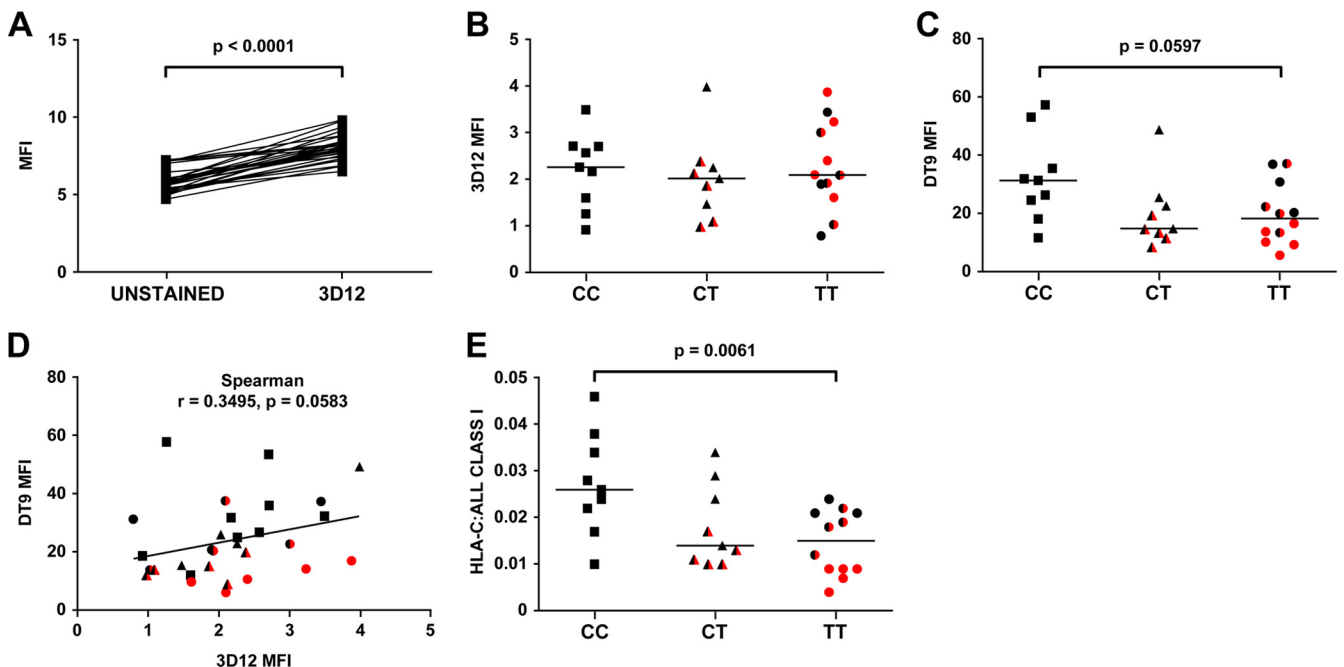 A
15
10
5
0
MFI
p < 0.0001
UNSTAINED 3D12
B
5
4
3
2
1
0
3D12 MFI
CC CT TT
C
80
60
40
20
0
DT9 MFI
p = 0.0597
CC CT TT
D
80
60
40
20
0
DT9 MFI
Spearman
r = 0.3495, p = 0.0583
0 1 2 3 4 5
3D12 MFI
E
0.05
0.04
0.03
0.02
0.01
0
HLA-C:ALL CLASS I
p = 0.0061
CC CT TT